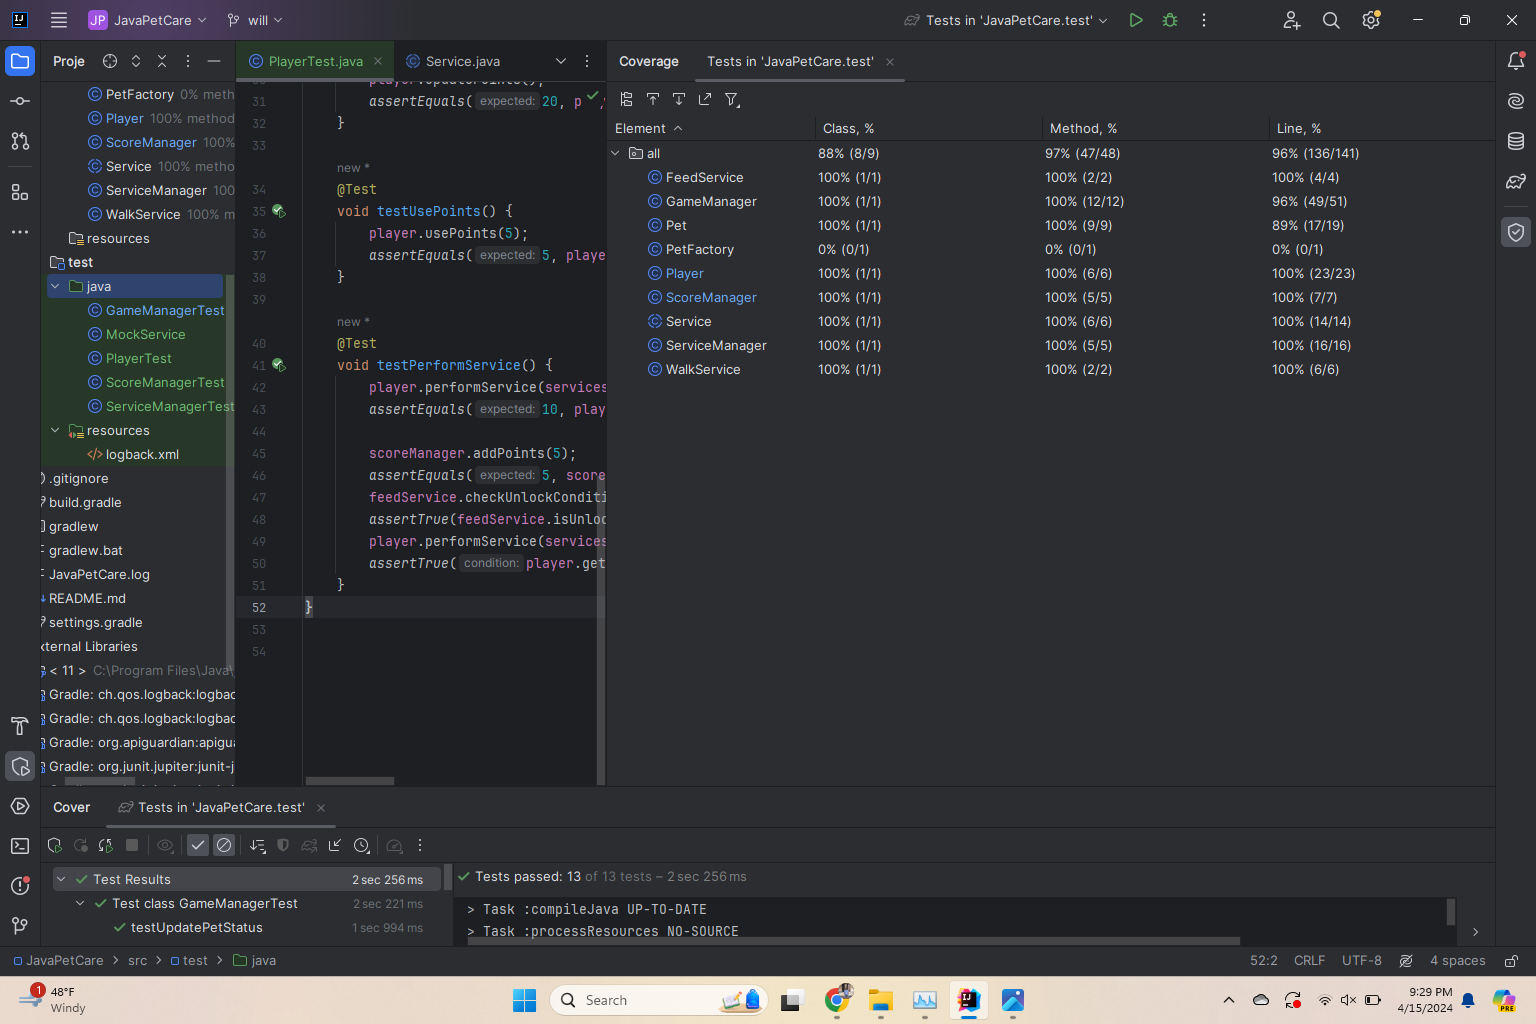 JP JavaPetCare will Tests in 'JavaPetCare.test'
Proje
PlayerTest.java Service.java
Coverage Tests in 'JavaPetCare.test'
PetFactory 0% meth
Player 100% method
ScoreManager 100%
Service 100% metho
ServiceManager 100
WalkService 100% m
resources
test
java
GameManagerTest
MockService
PlayerTest
ScoreManagerTest
ServiceManagerTest
resources
logback.xml
.gitignore
build.gradle
gradlew
gradlew.bat
JavaPetCare.log
README.md
settings.gradle
xternal Libraries
< 11 > C:\Program Files\Java\
Gradle: ch.qos.logback:logbac
Gradle: ch.qos.logback:logbac
Gradle: org.apiguardian:apigua
Gradle: org.junit.jupiter:junit-j
31 assertEquals( expected: 20, p
32 }
33
new *
34 @Test
35 void testUsePoints() {
36 player.usePoints(5);
37 assertEquals( expected: 5, playe
38 }
39
new *
40 @Test
41 void testPerformService() {
42 player.performService(services
43 assertEquals( expected: 10, play
44
45 scoreManager.addPoints(5);
46 assertEquals( expected: 5, score
47 feedService.checkUnlockConditi
48 assertTrue(feedService.isUnloc
49 player.performService(services
50 assertTrue( condition: player.get
51 }
52 }
53
54
Element Class, % Method, % Line, %
all 88% (8/9) 97% (47/48) 96% (136/141)
FeedService 100% (1/1) 100% (2/2) 100% (4/4)
GameManager 100% (1/1) 100% (12/12) 96% (49/51)
Pet 100% (1/1) 100% (9/9) 89% (17/19)
PetFactory 0% (0/1) 0% (0/1) 0% (0/1)
Player 100% (1/1) 100% (6/6) 100% (23/23)
ScoreManager 100% (1/1) 100% (5/5) 100% (7/7)
Service 100% (1/1) 100% (6/6) 100% (14/14)
ServiceManager 100% (1/1) 100% (5/5) 100% (16/16)
WalkService 100% (1/1) 100% (2/2) 100% (6/6)
Cover Tests in 'JavaPetCare.test'
Test Results 2 sec 256 ms
Test class GameManagerTest 2 sec 221 ms
testUpdatePetStatus 1 sec 994 ms
Tests passed: 13 of 13 tests – 2 sec 256 ms
> Task :compileJava UP-TO-DATE
> Task :processResources NO-SOURCE
JavaPetCare > src > test > java 52:2 CRLF UTF-8 4 spaces
1 48°F
Windy
Search
9:29 PM
4/15/2024
PRE